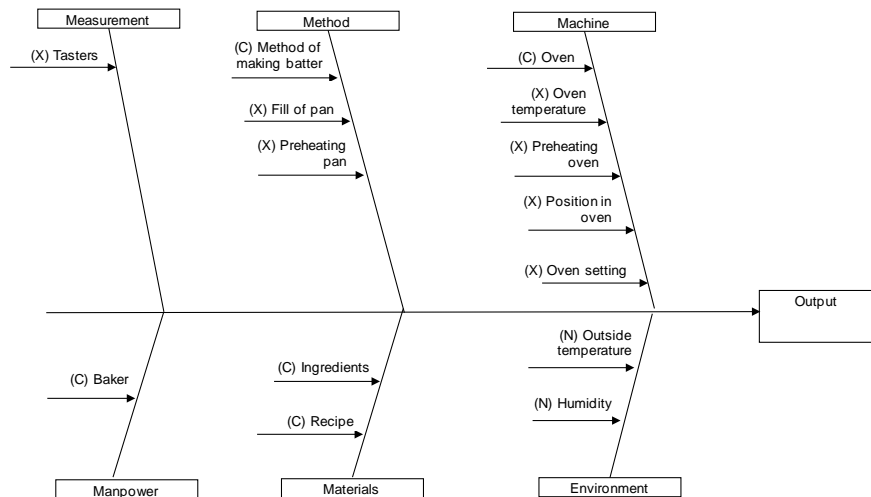 Measurement
Method
Machine
(X) Tasters
(C) Method of
making batter
(X) Fill of pan
(X) Preheating
pan
(C) Oven
(X) Oven
temperature
(X) Preheating
oven
(X) Position in
oven
(X) Oven setting
Output
(C) Baker
(C) Ingredients
(C) Recipe
(N) Outside
temperature
(N) Humidity
Manpower
Materials
Environment